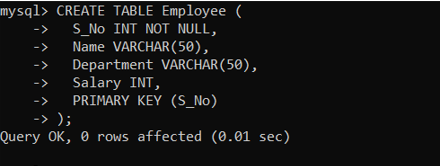 mysql> CREATE TABLE Employee (
    ->   S_No INT NOT NULL,
    ->   Name VARCHAR(50),
    ->   Department VARCHAR(50),
    ->   Salary INT,
    ->   PRIMARY KEY (S_No)
    -> );
Query OK, 0 rows affected (0.01 sec)